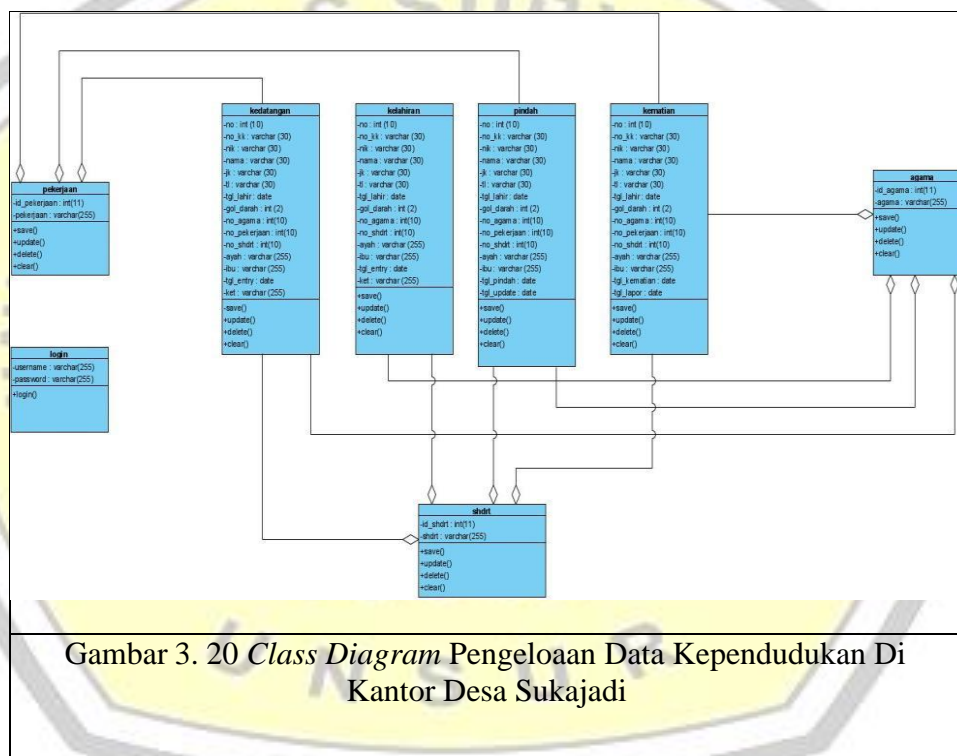 kedatangan
-no : int (10)
-no_kk : varchar (30)
-nik : varchar (30)
-nama : varchar (30)
-jk : varchar (30)
-tl : varchar (30)
-tgl_lahir : date
-gol_darah : int (2)
-no_agama : int(10)
-no_pekerjaan : int(10)
-no_shdrt : int(10)
-ayah : varchar (255)
-ibu : varchar (255)
-tgl_entry : date
-ket : varchar (255)
-save()
+update()
+delete()
+clear()
kelahiran
-no : int (10)
-no_kk : varchar (30)
-nik : varchar (30)
-nama : varchar (30)
-jk : varchar (30)
-tl : varchar (30)
-tgl_lahir : date
-gol_darah : int (2)
-no_agama : int(10)
-no_shdrt : int(10)
-ayah : varchar (255)
-ibu : varchar (255)
-tgl_entry : date
-ket : varchar (255)
+save()
+update()
+delete()
+clear()
pindah
-no : int (10)
-no_kk : varchar (30)
-nik : varchar (30)
-nama : varchar (30)
-jk : varchar (30)
-tl : varchar (30)
-tgl_lahir : date
-gol_darah : int (2)
-no_agama : int(10)
-no_pekerjaan : int(10)
-no_shdrt : int(10)
-ayah : varchar (255)
-ibu : varchar (255)
-tgl_pindah : date
-tgl_update : date
+save()
+update()
+delete()
+clear()
kematian
-no : int (10)
-no_kk : varchar (30)
-nik : varchar (30)
-nama : varchar (30)
-jk : varchar (30)
-tl : varchar (30)
-tgl_lahir : date
-gol_darah : int (2)
-no_agama : int(10)
-no_pekerjaan : int(10)
-no_shdrt : int(10)
-ayah : varchar (255)
-ibu : varchar (255)
-tgl_kematian : date
-tgl_lapor : date
+save()
+update()
+delete()
+clear()
pekerjaan
-id_pekerjaan : int(11)
-pekerjaan : varchar(255)
+save()
+update()
+delete()
+clear()
agama
-id_agama : int(11)
-agama : varchar(255)
+save()
+update()
+delete()
+clear()
login
-username : varchar(255)
-password : varchar(255)
+login()
shdrt
-id_shdrt : int(11)
-shdrt : varchar(255)
+save()
+update()
+delete()
+clear()
Gambar 3. 20 Class Diagram Pengeloaan Data Kependudukan Di
Kantor Desa Sukajadi
U N S U R